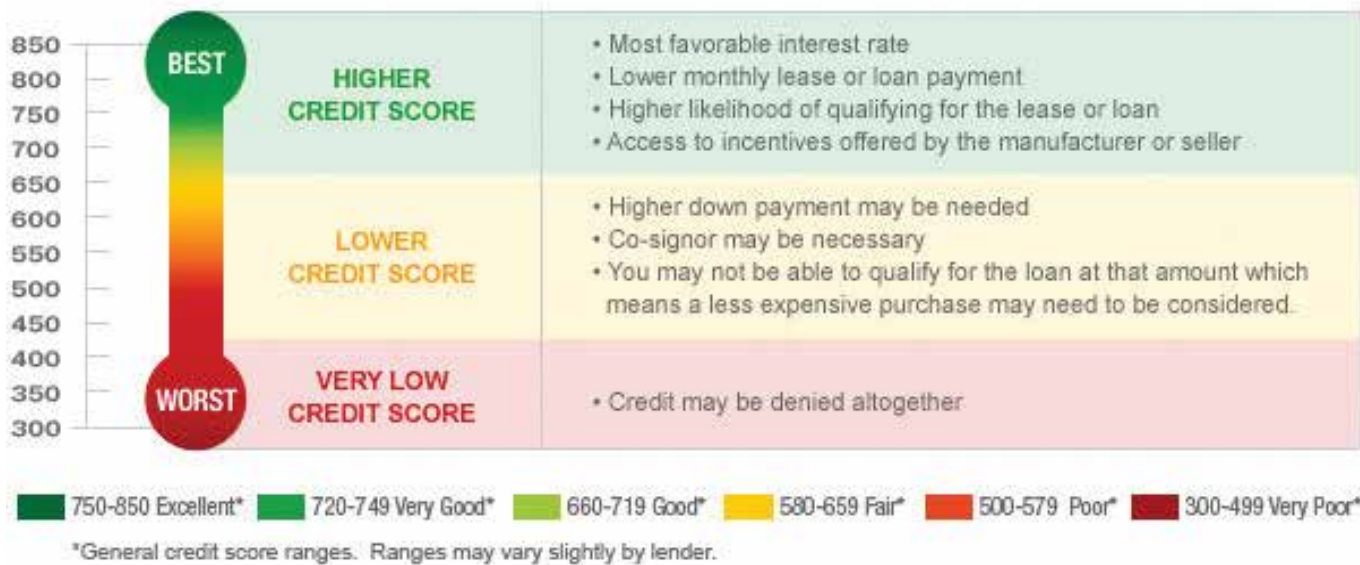 850
800
750
700
650
600
550
500
450
400
350
300
BEST
WORST
HIGHER
CREDIT SCORE
• Most favorable interest rate
• Lower monthly lease or loan payment
• Higher likelihood of qualifying for the lease or loan
• Access to incentives offered by the manufacturer or seller
LOWER
CREDIT SCORE
• Higher down payment may be needed
• Co-signor may be necessary
• You may not be able to qualify for the loan at that amount which
means a less expensive purchase may need to be considered.
VERY LOW
CREDIT SCORE
• Credit may be denied altogether
750-850 Excellent* 720-749 Very Good* 660-719 Good* 580-659 Fair* 500-579 Poor* 300-499 Very Poor*
*General credit score ranges. Ranges may vary slightly by lender.